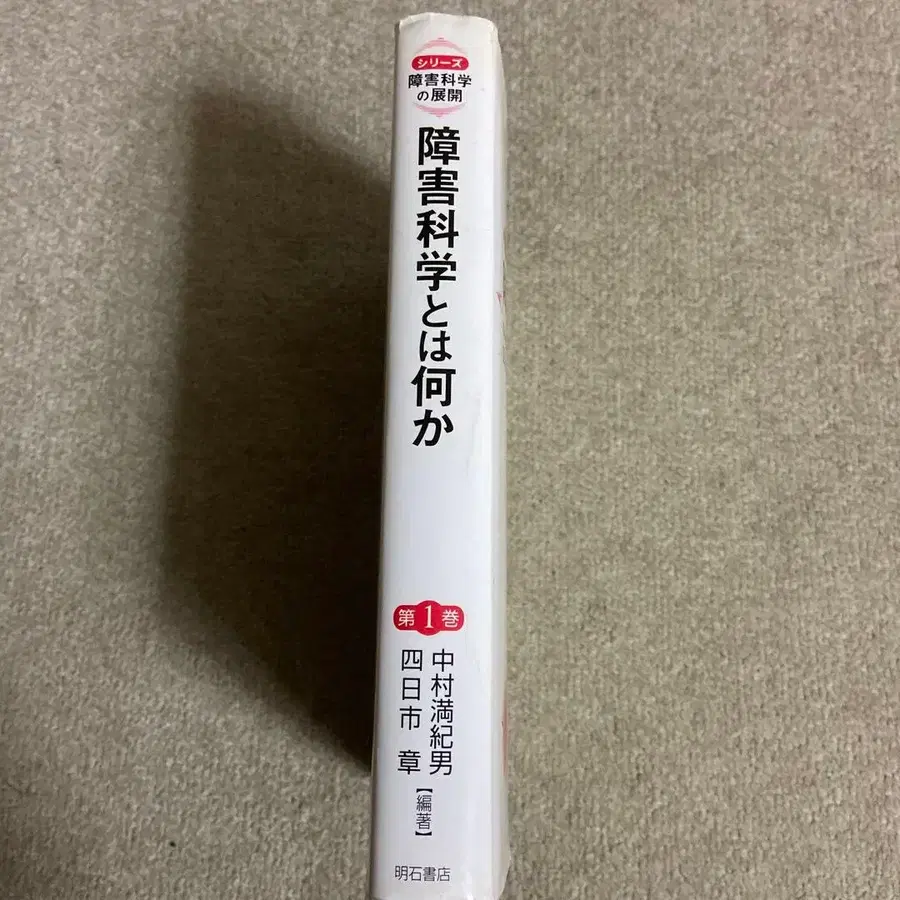 シリーズ
障害科学
の展開
障害科学とは何か
第1巻
中村満紀男
四日市 章
【編著】
明石書店